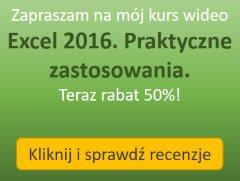 Zapraszam na mój kurs wideo
Excel 2016. Praktyczne
zastosowania.
Teraz rabat 50%!
Kliknij i sprawdź recenzje